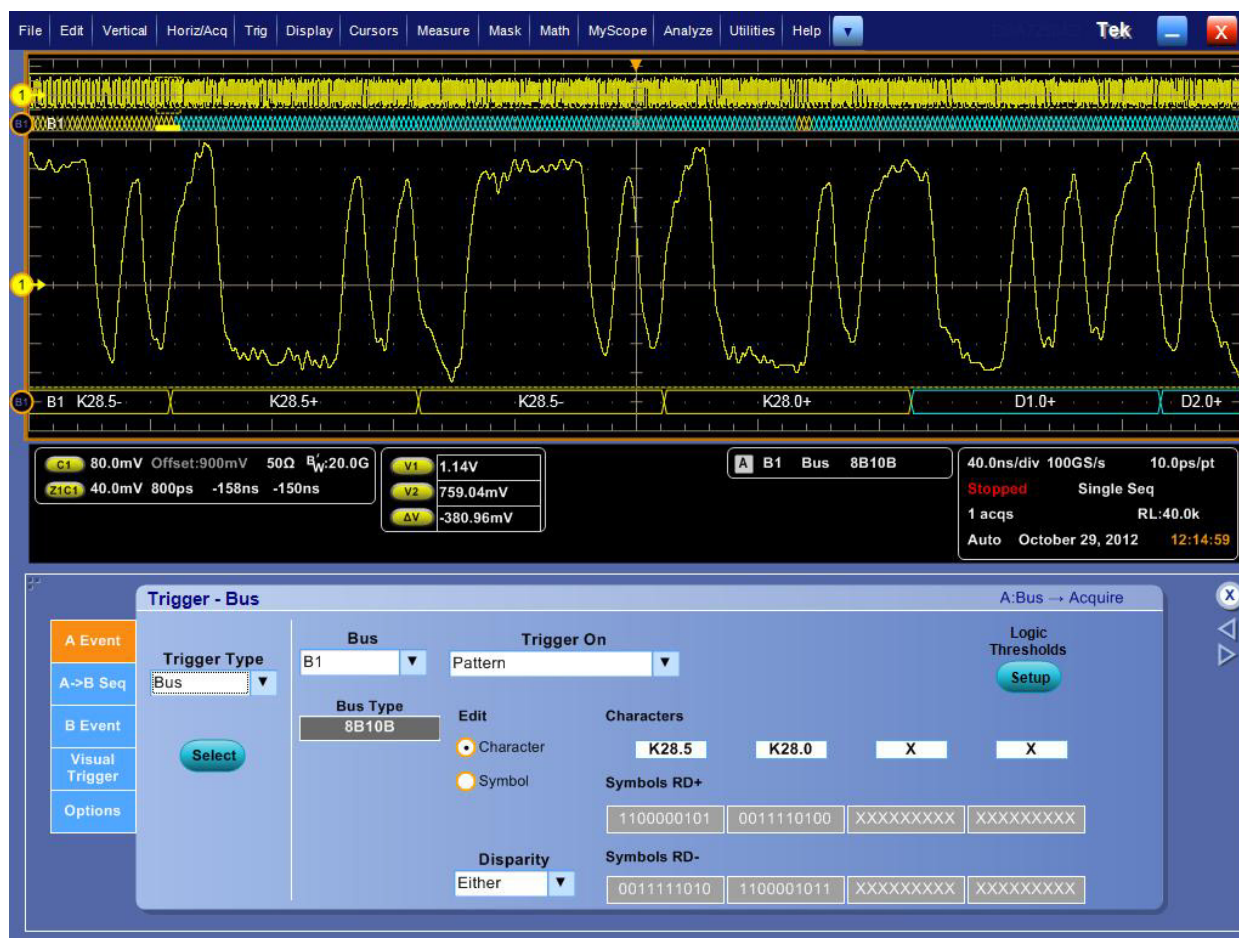 File Edit Vertical Horiz/Acq Trig Display Cursors Measure Mask Math MyScope Analyze Utilities Help Tek X
1
B1 B1
1
B1 B1 K28.5- K28.5+ K28.5- K28.0+ D1.0+ D2.0+
C1 80.0mV Offset:900mV 50Ω BW:20.0G
Z1C1 40.0mV 800ps -158ns -150ns
V1 1.14V
V2 759.04mV
ΔV -380.96mV
A B1 Bus 8B10B
40.0ns/div 100GS/s 10.0ps/pt
Stopped Single Seq
1 acqs RL:40.0k
Auto October 29, 2012 12:14:59
Trigger - Bus A:Bus → Acquire X
A Event
A->B Seq
B Event
Visual
Trigger
Options
Trigger Type
Bus
Select
Bus
B1
Bus Type
8B10B
Trigger On
Pattern
Logic
Thresholds
Setup
Edit
Character
Symbol
Characters
K28.5 K28.0 X X
Symbols RD+
1100000101 0011110100 XXXXXXXXX XXXXXXXXX
Disparity
Either
Symbols RD-
0011111010 1100001011 XXXXXXXXX XXXXXXXXX